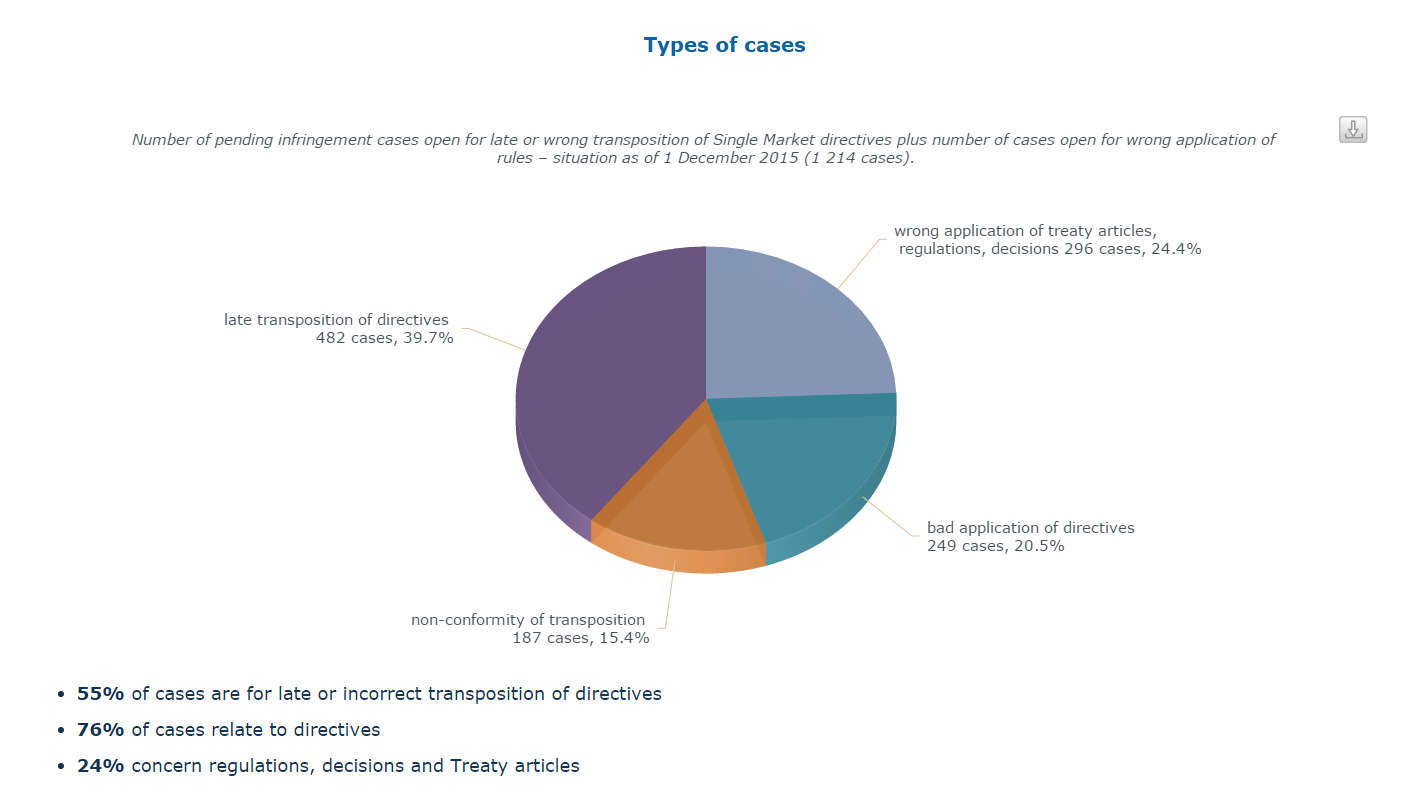 Types of cases
Number of pending infringement cases open for late or wrong transposition of Single Market directives plus number of cases open for wrong application of
rules – situation as of 1 December 2015 (1 214 cases).
wrong application of treaty articles,
regulations, decisions 296 cases, 24.4%
late transposition of directives
482 cases, 39.7%
bad application of directives
249 cases, 20.5%
non-conformity of transposition
187 cases, 15.4%
• 55% of cases are for late or incorrect transposition of directives
• 76% of cases relate to directives
• 24% concern regulations, decisions and Treaty articles